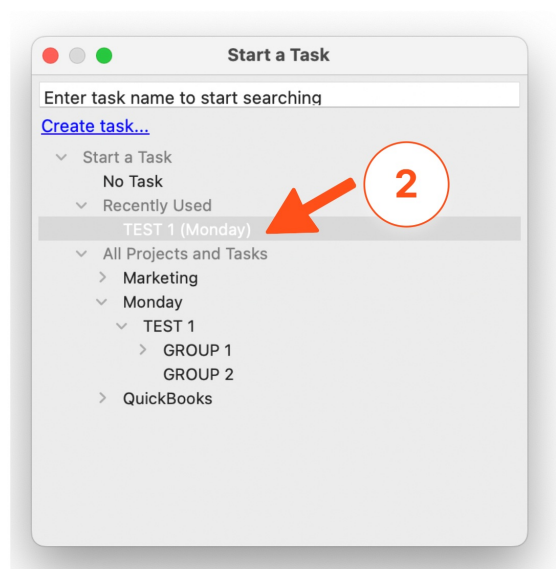 Start a Task
Enter task name to start searching
Create task...
Start a Task
No Task
2
Recently Used
TEST 1 (Monday)
All Projects and Tasks
Marketing
Monday
TEST 1
GROUP 1
GROUP 2
QuickBooks